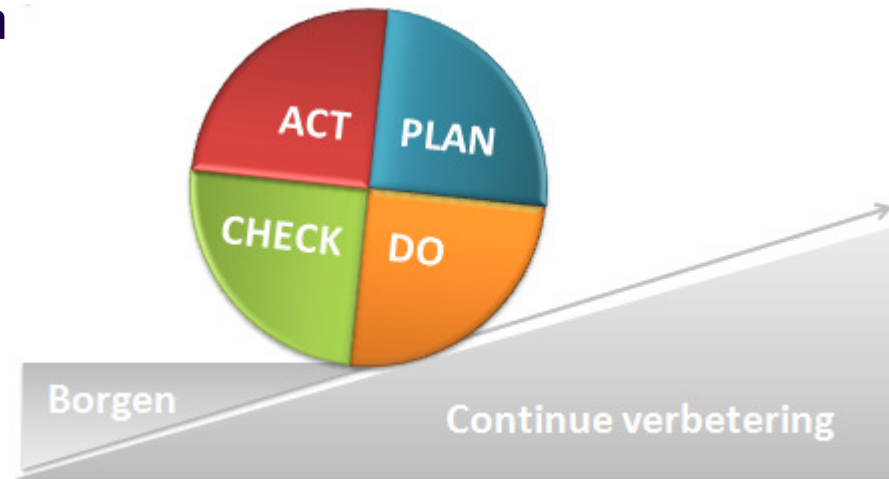 ACT
PLAN
CHECK
DO
Borgen
Continue verbetering